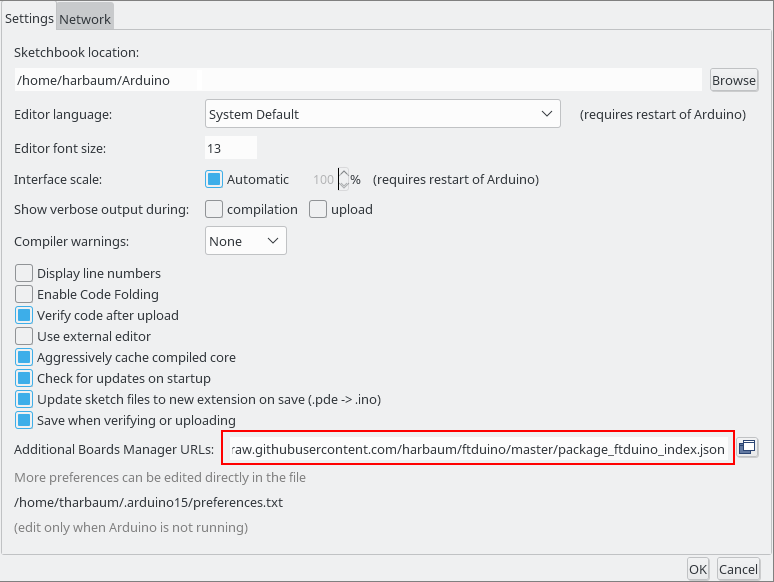 Settings Network
Sketchbook location:
/home/harbaum/Arduino Browse
Editor language: System Default (requires restart of Arduino)
Editor font size: 13
Interface scale: Automatic 100 % (requires restart of Arduino)
Show verbose output during: compilation upload
Compiler warnings: None
Display line numbers
Enable Code Folding
Verify code after upload
Use external editor
Aggressively cache compiled core
Check for updates on startup
Update sketch files to new extension on save (.pde -> .ino)
Save when verifying or uploading
Additional Boards Manager URLs: raw.githubusercontent.com/harbaum/ftduino/master/package_ftduino_index.json
More preferences can be edited directly in the file
/home/tharbaum/.arduino15/preferences.txt
(edit only when Arduino is not running)
OK Cancel